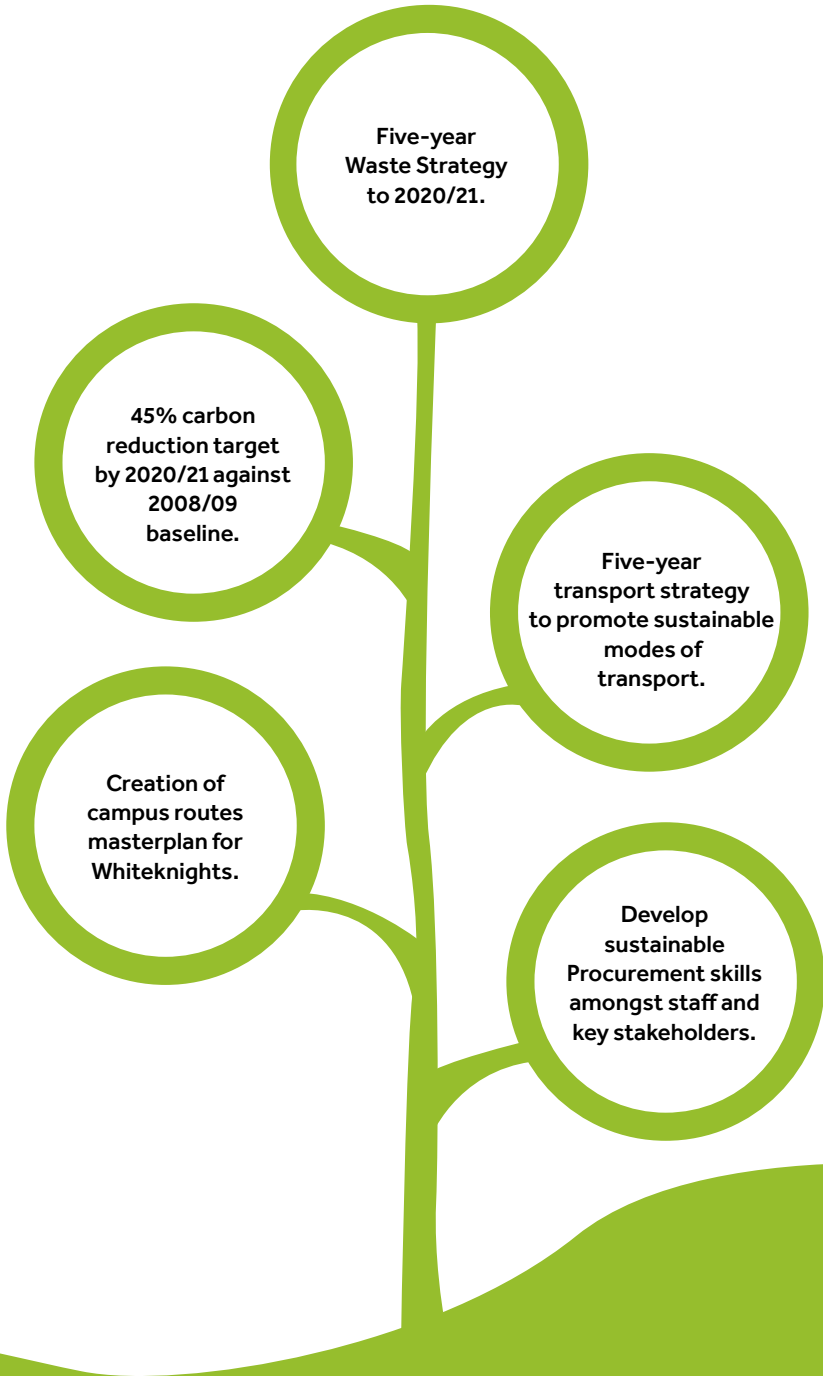 Five-year
Waste Strategy
to 2020/21.
45% carbon
reduction target
by 2020/21 against
2008/09
baseline.
Five-year
transport strategy
to promote sustainable
modes of
transport.
Creation of
campus routes
masterplan for
Whiteknights.
Develop
sustainable
Procurement skills
amongst staff and
key stakeholders.